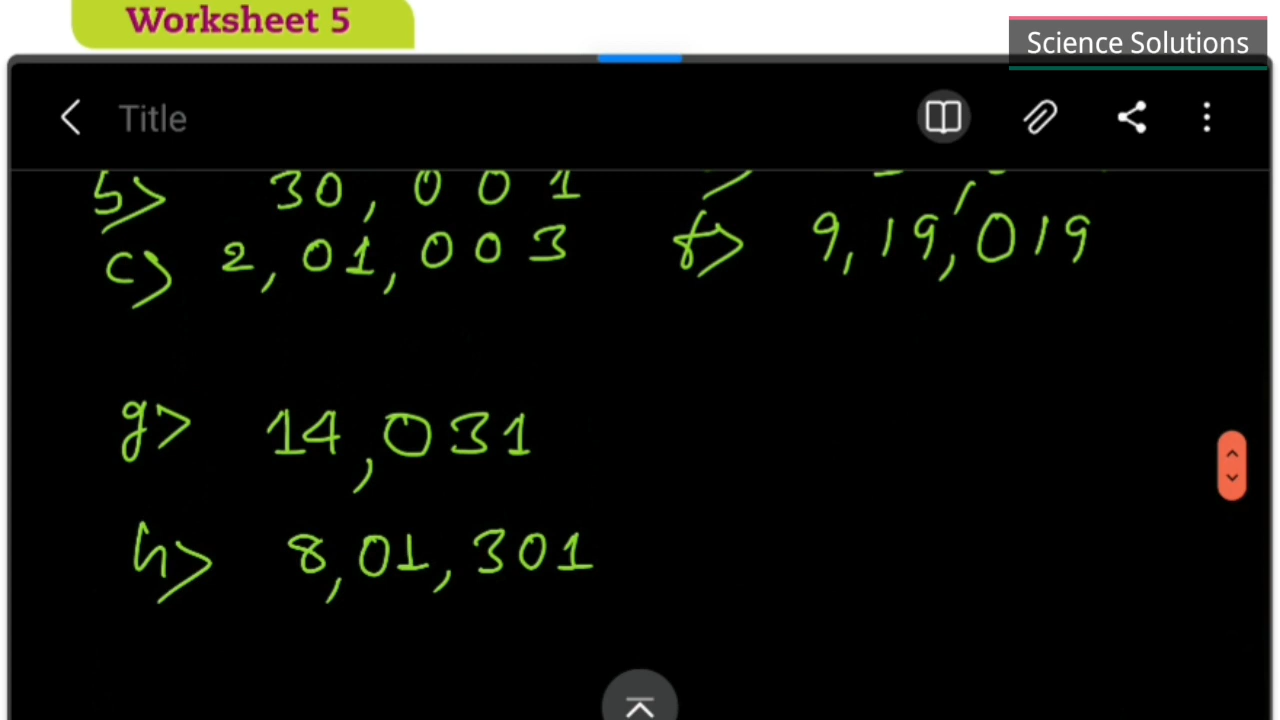 Worksheet 5
Science Solutions
Title
b> 30,001
c> 2,01,003
f> 9,19,019
g> 14,031
h> 8,01,301